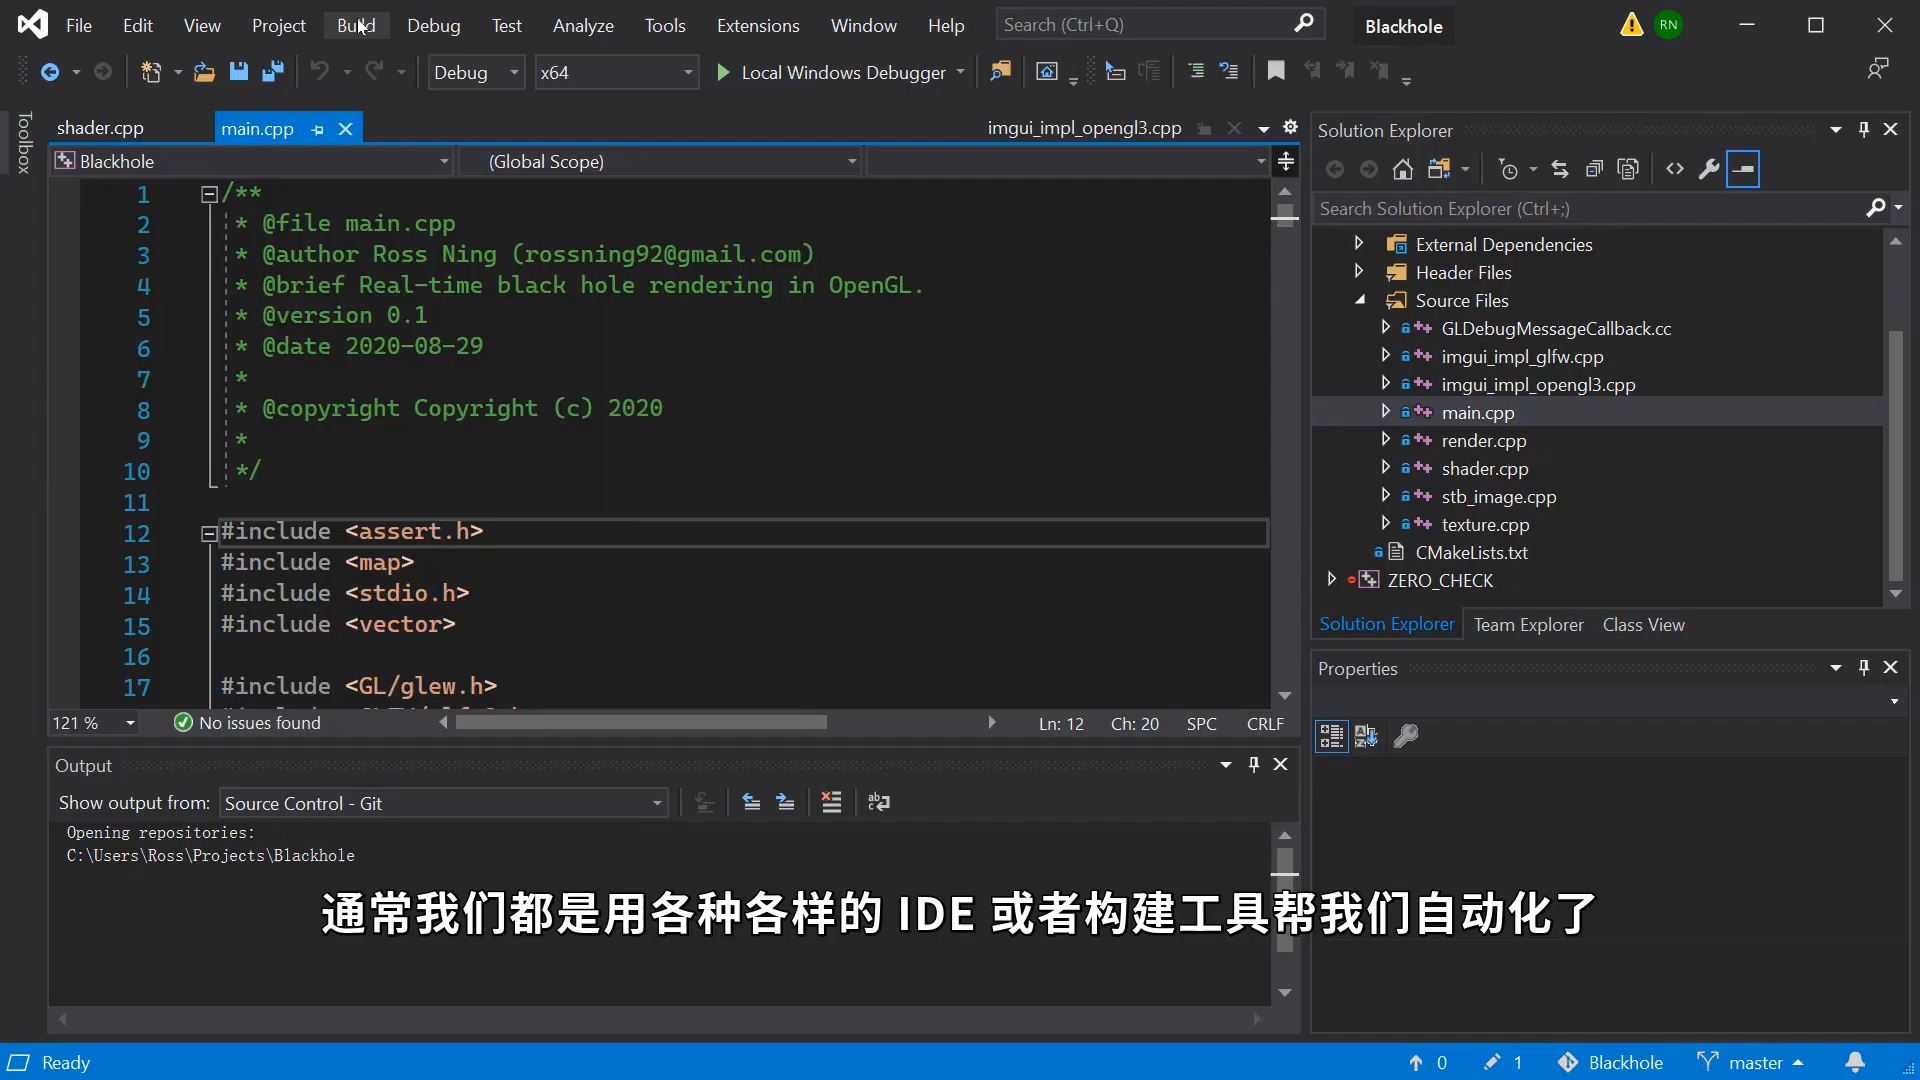 File Edit View Project Build Debug Test Analyze Tools Extensions Window Help Search (Ctrl+Q) Blackhole RN
Debug x64 Local Windows Debugger
Toolbox
shader.cpp main.cpp imgui_impl_opengl3.cpp
Blackhole (Global Scope)
1 /**
2 * @file main.cpp
3 * @author Ross Ning (rossning92@gmail.com)
4 * @brief Real-time black hole rendering in OpenGL.
5 * @version 0.1
6 * @date 2020-08-29
7 *
8 * @copyright Copyright (c) 2020
9 *
10 */
11
12 #include <assert.h>
13 #include <map>
14 #include <stdio.h>
15 #include <vector>
16
17 #include <GL/glew.h>
121 % No issues found Ln: 12 Ch: 20 SPC CRLF
Output
Show output from: Source Control - Git
Opening repositories:
C:\Users\Ross\Projects\Blackhole
Solution Explorer
Search Solution Explorer (Ctrl+;)
External Dependencies
Header Files
Source Files
GLDebugMessageCallback.cc
imgui_impl_glfw.cpp
imgui_impl_opengl3.cpp
main.cpp
render.cpp
shader.cpp
stb_image.cpp
texture.cpp
CMakeLists.txt
ZERO_CHECK
Solution Explorer Team Explorer Class View
Properties
通常我们都是用各种各样的 IDE 或者构建工具帮我们自动化了
Ready 0 1 Blackhole master